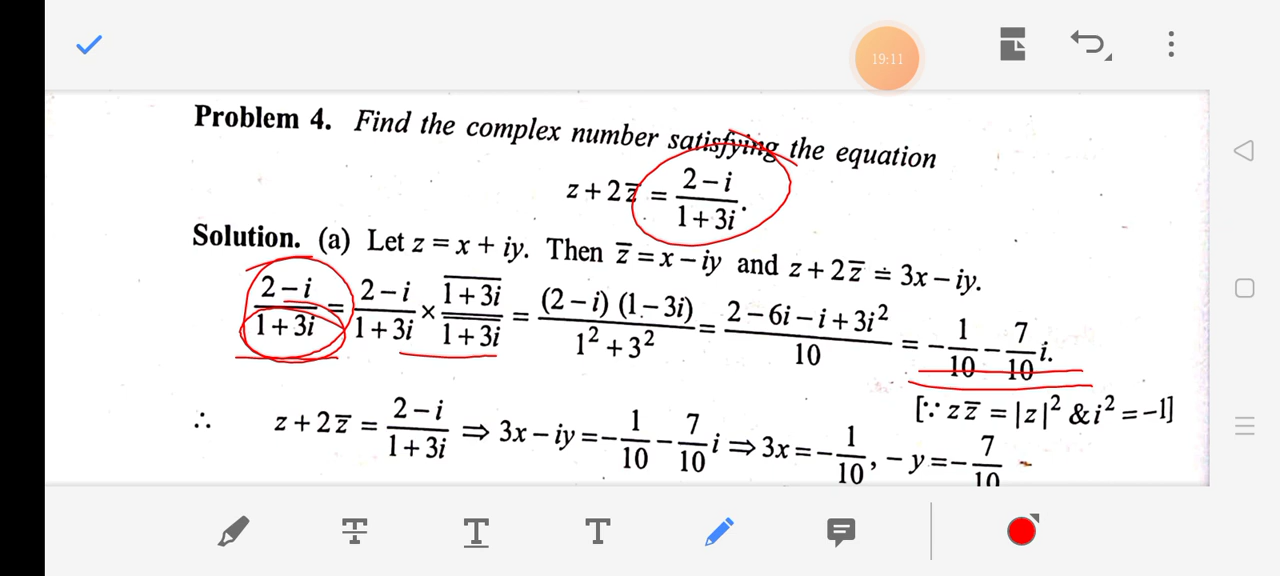 19:11
Problem 4. Find the complex number satisfying the equation
z + 2z̅ = (2 – i)/(1 + 3i).
Solution. (a) Let z = x + iy. Then z̅ = x – iy and z + 2z̅ = 3x – iy.
(2 – i)/(1 + 3i) = (2 – i)/(1 + 3i) × \overline{1 + 3i}/\overline{1 + 3i} = (2 – i) (1 – 3i)/(1² + 3²) = (2 – 6i – i + 3i²)/10 = – 1/10 – 7/10 i.
[∵ z z̅ = |z|² & i² = –1]
∴ z + 2z̅ = (2 – i)/(1 + 3i) ⇒ 3x – iy = – 1/10 – 7/10 i ⇒ 3x = – 1/10, – y = – 7/10
T T T